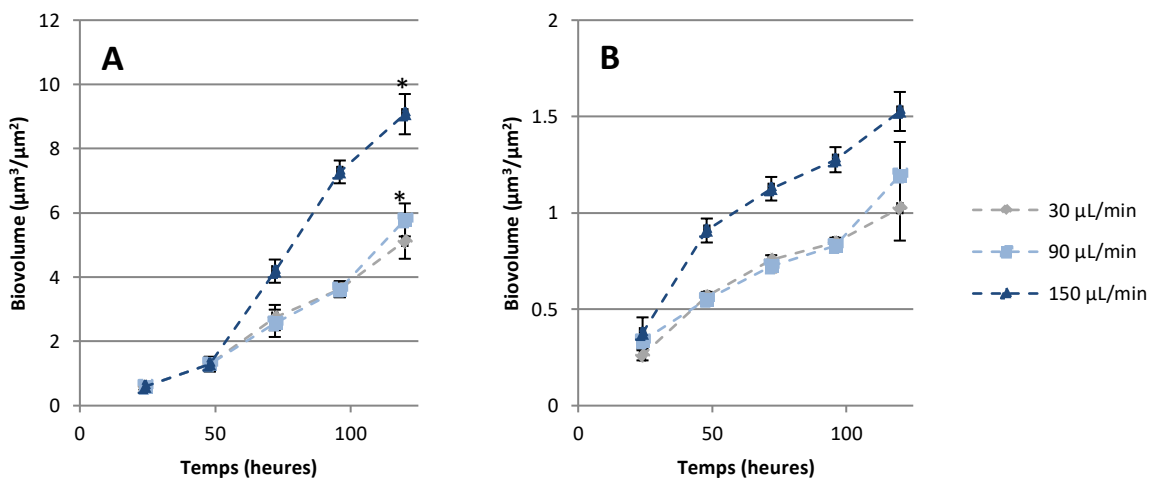 A
Biovolume (µm³/µm²)
12
10
8
6
4
2
0
*
*
0
50
100
Temps (heures)
B
Biovolume (µm³/µm²)
2
1.5
1
0.5
0
0
50
100
Temps (heures)
30 µL/min
90 µL/min
150 µL/min